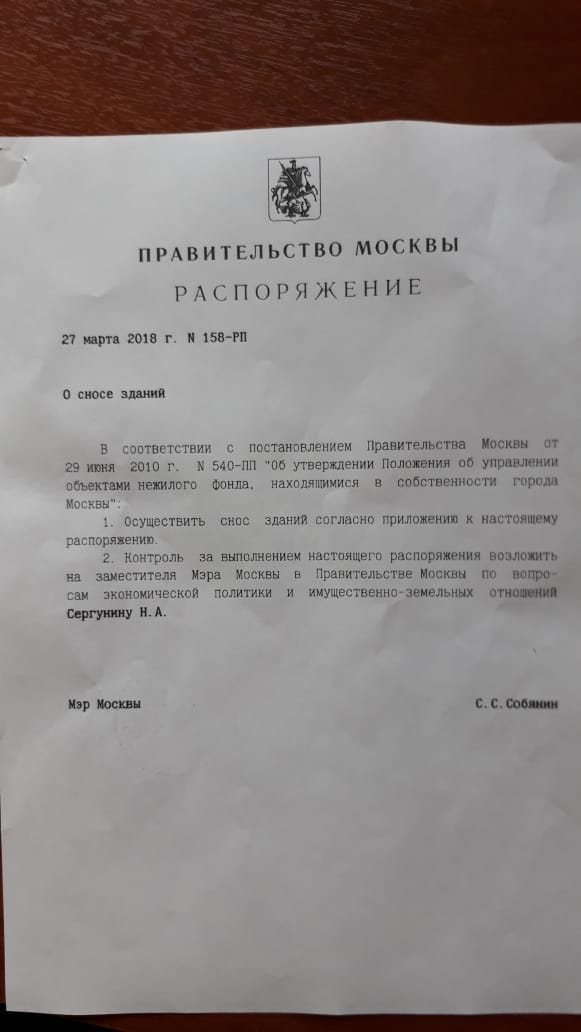 ПРАВИТЕЛЬСТВО МОСКВЫ
РАСПОРЯЖЕНИЕ
27 марта 2018 г. N 158-РП
О сносе зданий
В соответствии с постановлением Правительства Москвы от
29 июня 2010 г. N 540-ПП "Об утверждении Положения об управлении
объектами нежилого фонда, находящимися в собственности города
Москвы":
1. Осуществить снос зданий согласно приложению к настоящему
распоряжению.
2. Контроль за выполнением настоящего распоряжения возложить
на заместителя Мэра Москвы в Правительстве Москвы по вопро-
сам экономической политики и имущественно-земельных отношений
Сергунину Н.А.
Мэр Москвы С.С.Собянин